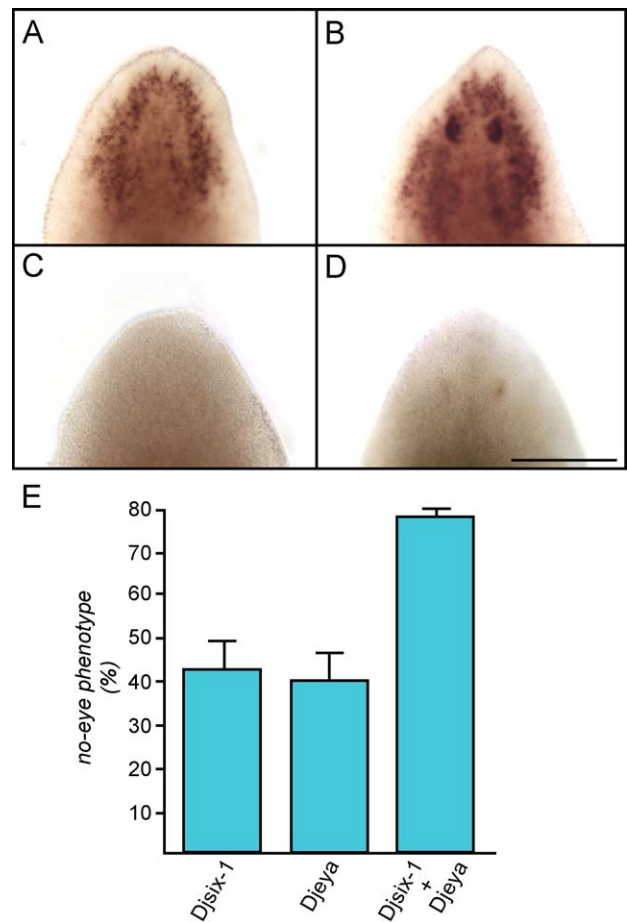 A
B
C
D
E
no-eye phenotype
(%)
80
70
60
50
40
30
20
10
Djsix-1
Djeya
Djsix-1
+
Djeya